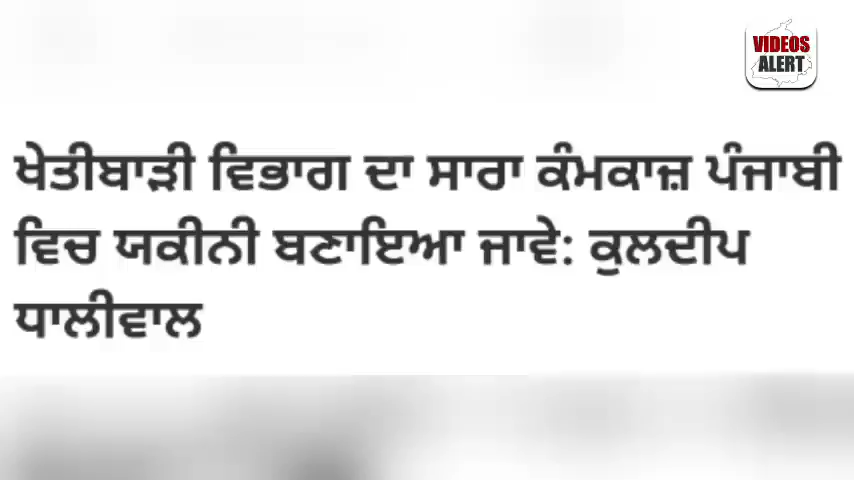 VIDEOS
ALERT
ਖੇਤੀਬਾੜੀ ਵਿਭਾਗ ਦਾ ਸਾਰਾ ਕੰਮਕਾਜ਼ ਪੰਜਾਬੀ
ਵਿਚ ਯਕੀਨੀ ਬਣਾਇਆ ਜਾਵੇ: ਕੁਲਦੀਪ
ਧਾਲੀਵਾਲ